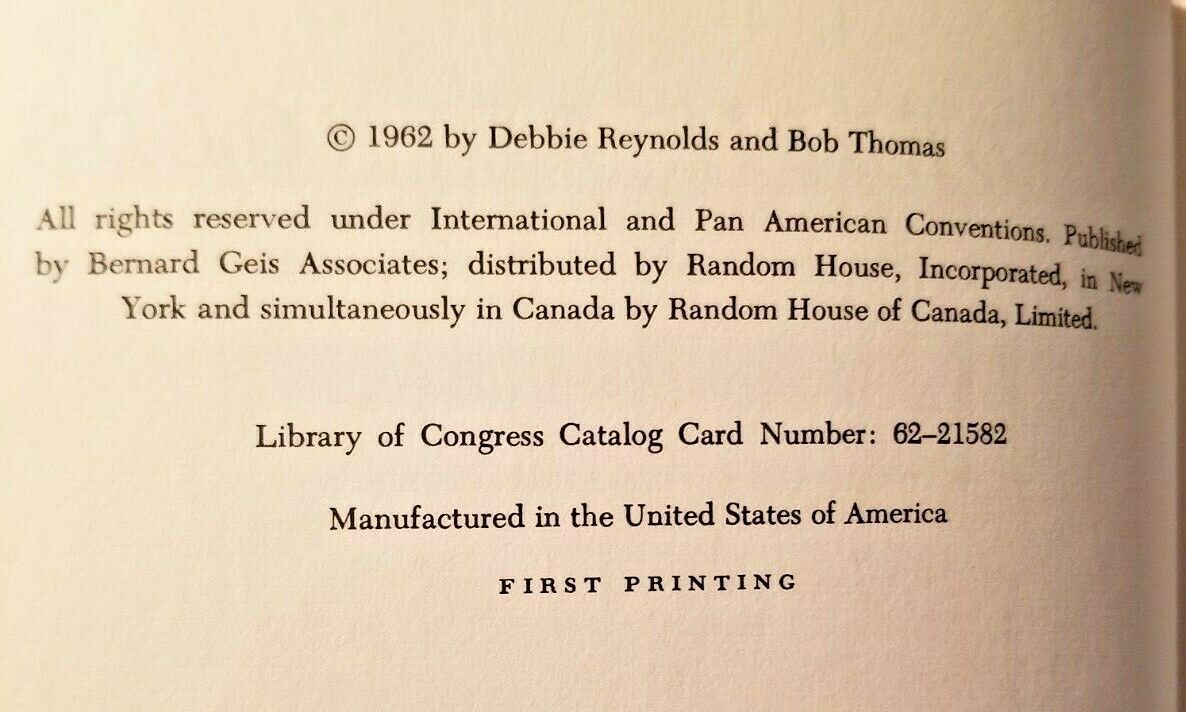 © 1962 by Debbie Reynolds and Bob Thomas
All rights reserved under International and Pan American Conventions. Published
by Bernard Geis Associates; distributed by Random House, Incorporated, in New
York and simultaneously in Canada by Random House of Canada, Limited.
Library of Congress Catalog Card Number: 62–21582
Manufactured in the United States of America
FIRST PRINTING